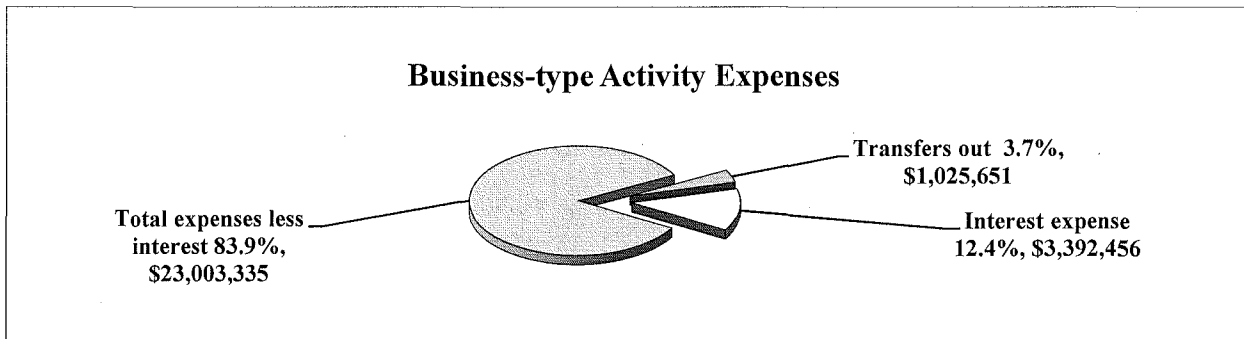 Business-type Activity Expenses
Transfers out 3.7%,
$1,025,651
Total expenses less
interest 83.9%,
$23,003,335
Interest expense
12.4%, $3,392,456